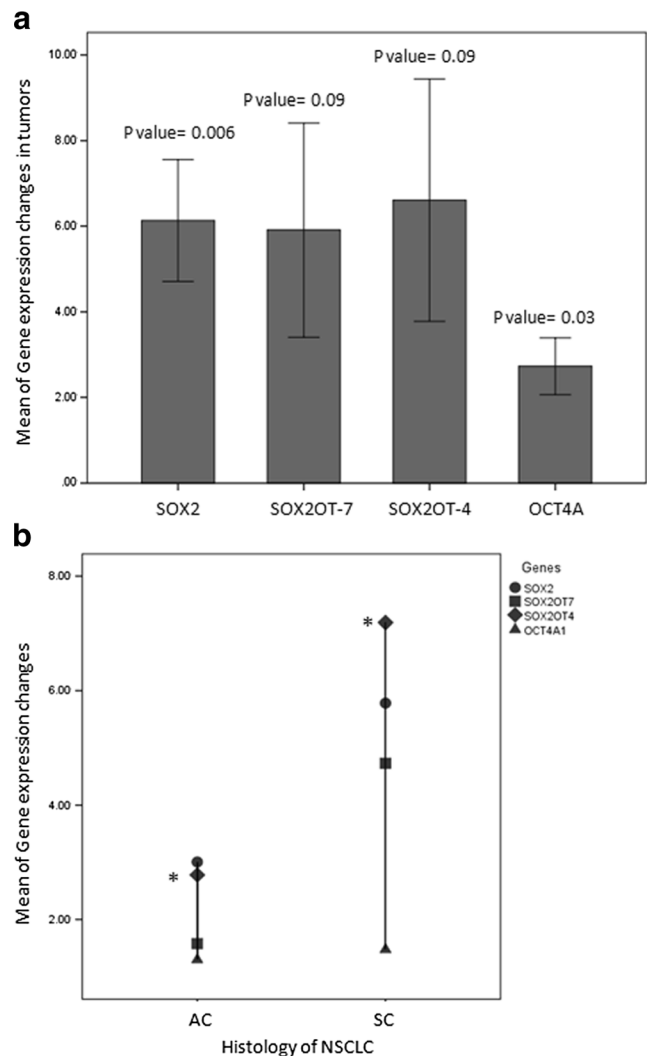 a
Mean of Gene expression changes in tumors
10.00
8.00
6.00
4.00
2.00
.00
P value= 0.006
P value= 0.09
P value= 0.09
P value= 0.03
SOX2
SOX2OT-7
SOX2OT-4
OCT4A
b
Mean of Gene expression changes
8.00
6.00
4.00
2.00
*
*
AC
SC
Histology of NSCLC
Genes
SOX2
SOX2OT7
SOX2OT4
OCT4A1